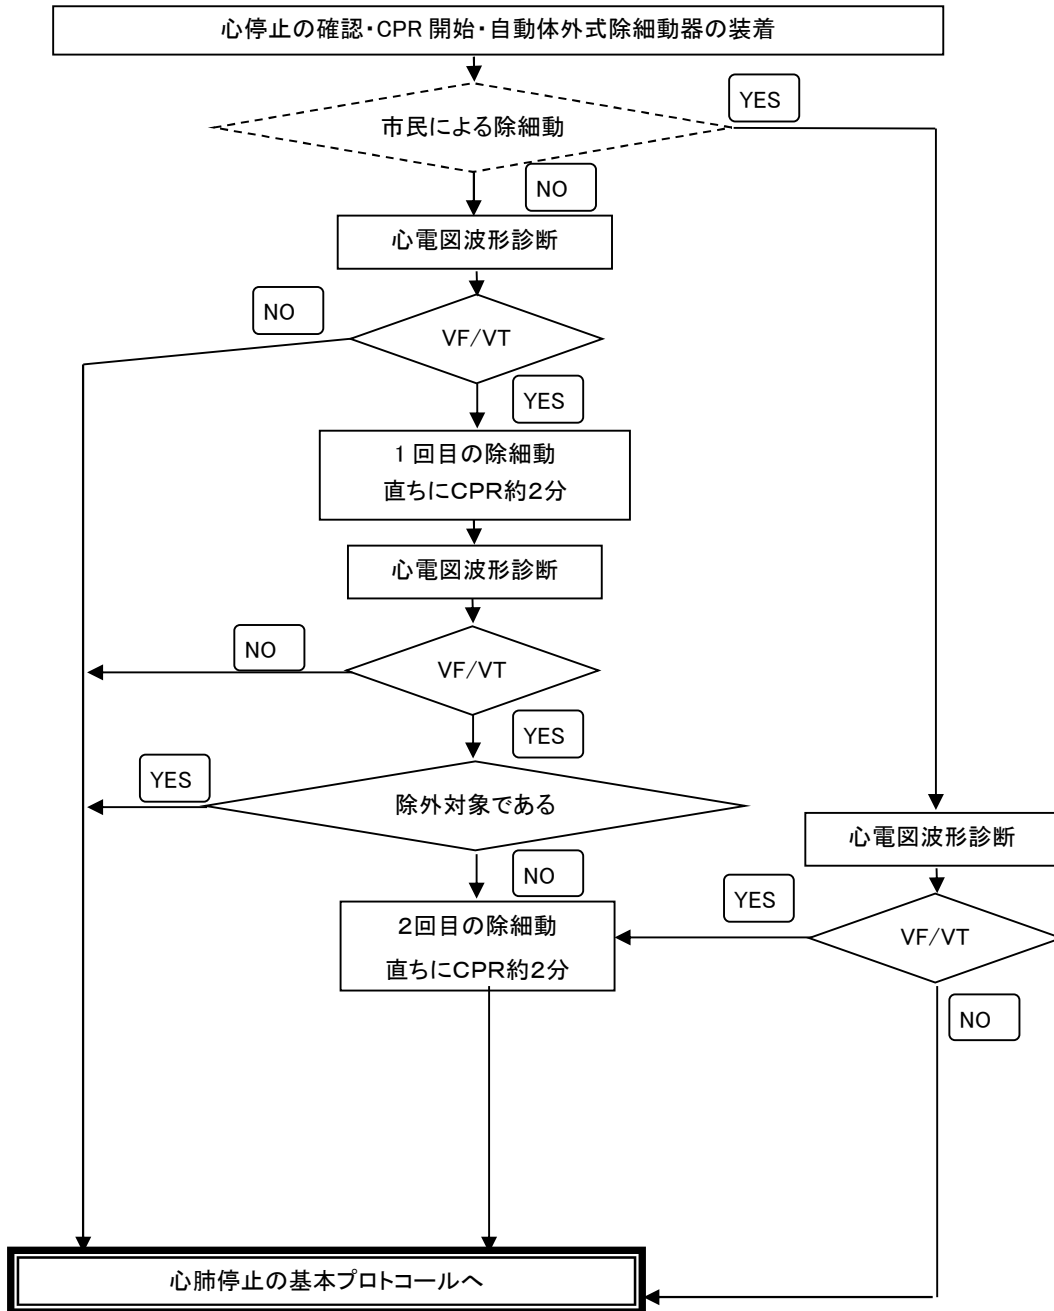 心停止の確認・CPR 開始・自動体外式除細動器の装着
YES
市民による除細動
NO
心電図波形診断
NO
VF/VT
YES
1 回目の除細動
直ちにCPR約2分
心電図波形診断
NO
VF/VT
YES
YES
除外対象である
心電図波形診断
NO
YES
2回目の除細動
VF/VT
直ちにCPR約2分
NO
心肺停止の基本プロトコールへ